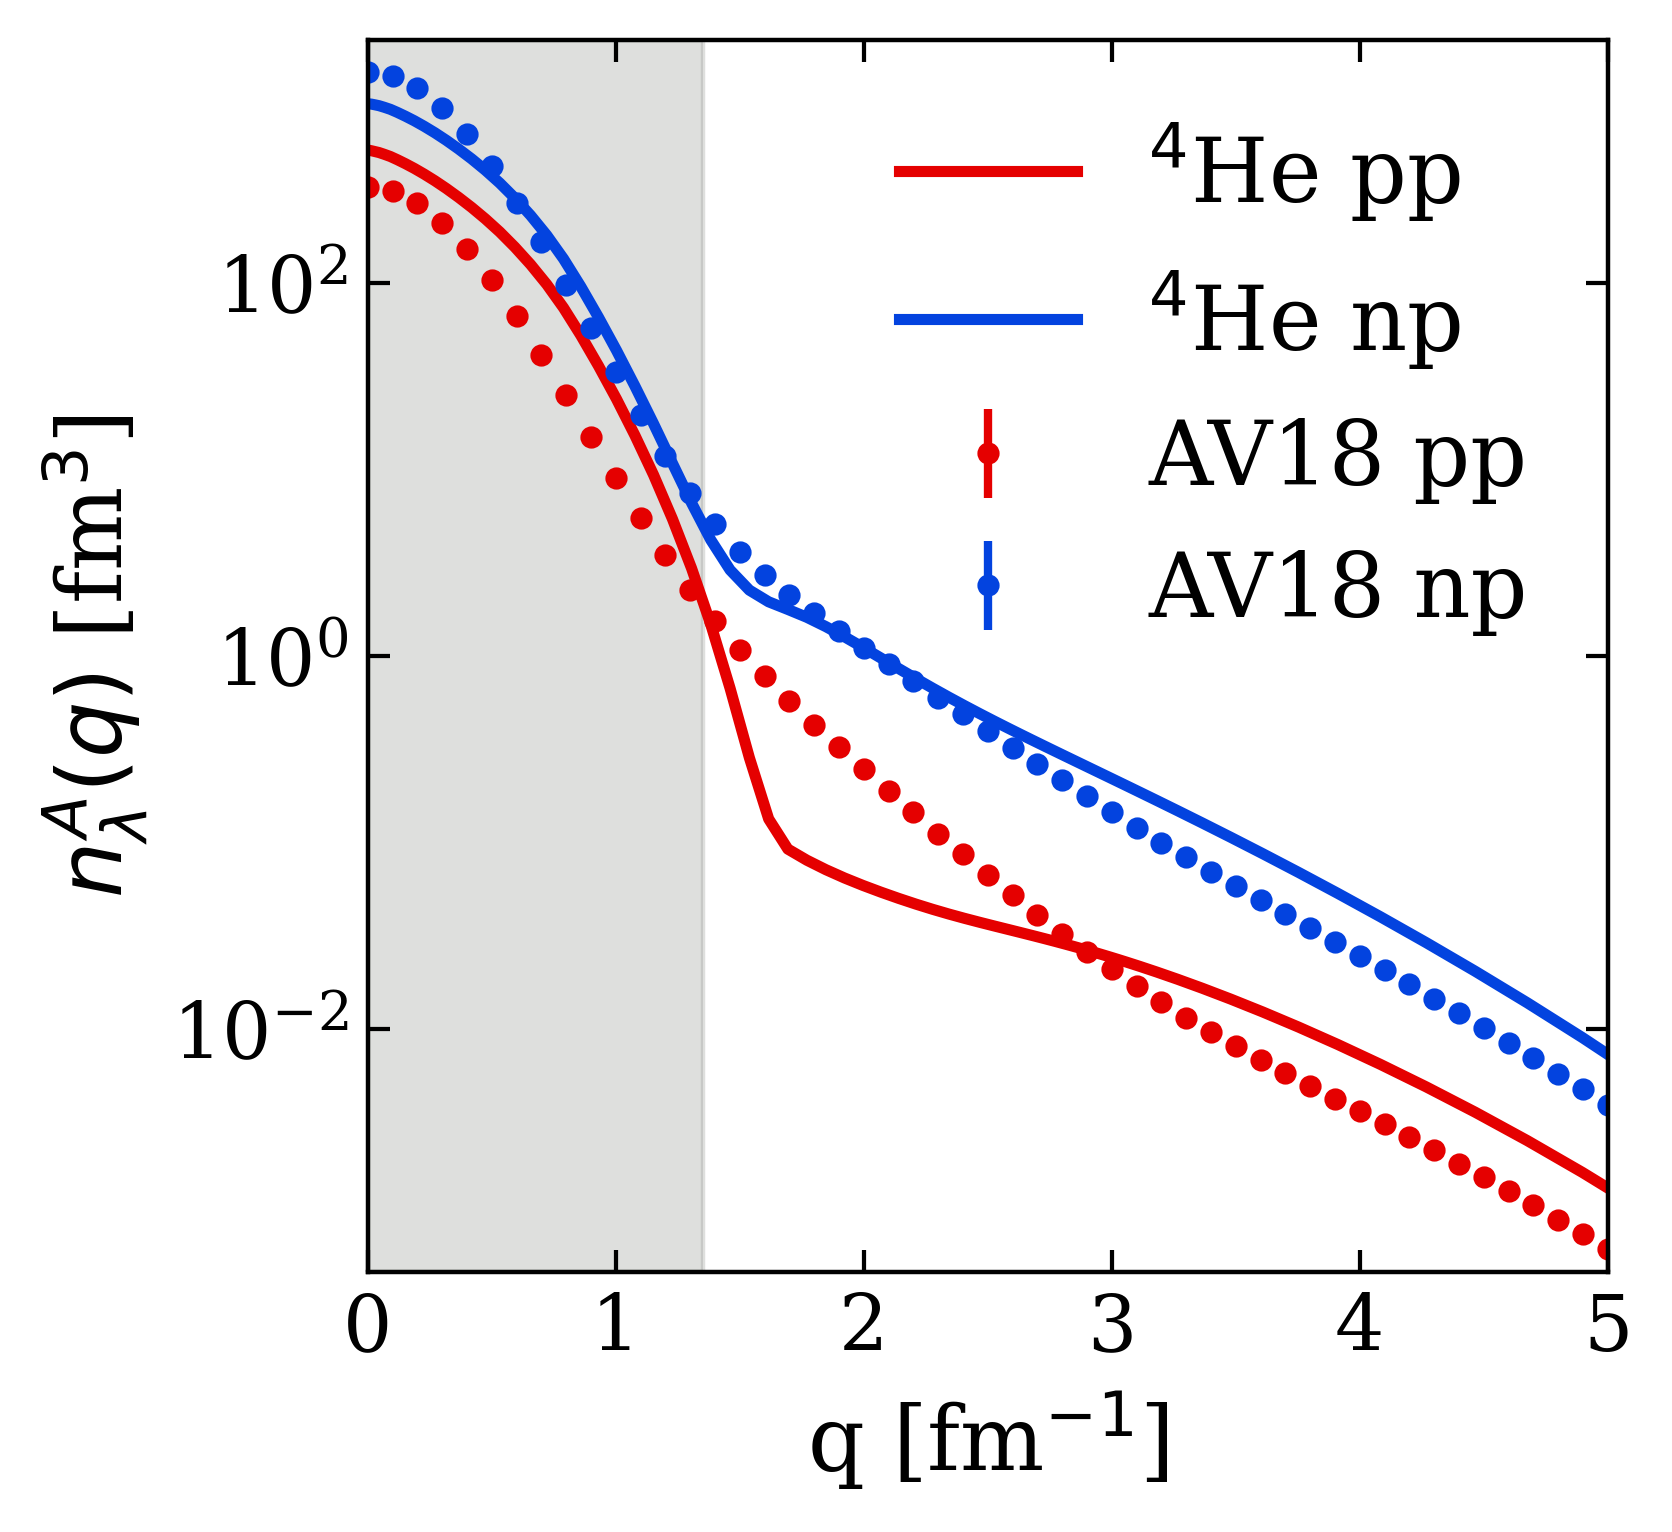 ⁴He pp
⁴He np
AV18 pp
AV18 np
10²
10⁰
10⁻²
n_λ^A(q) [fm³]
0 1 2 3 4 5
q [fm⁻¹]